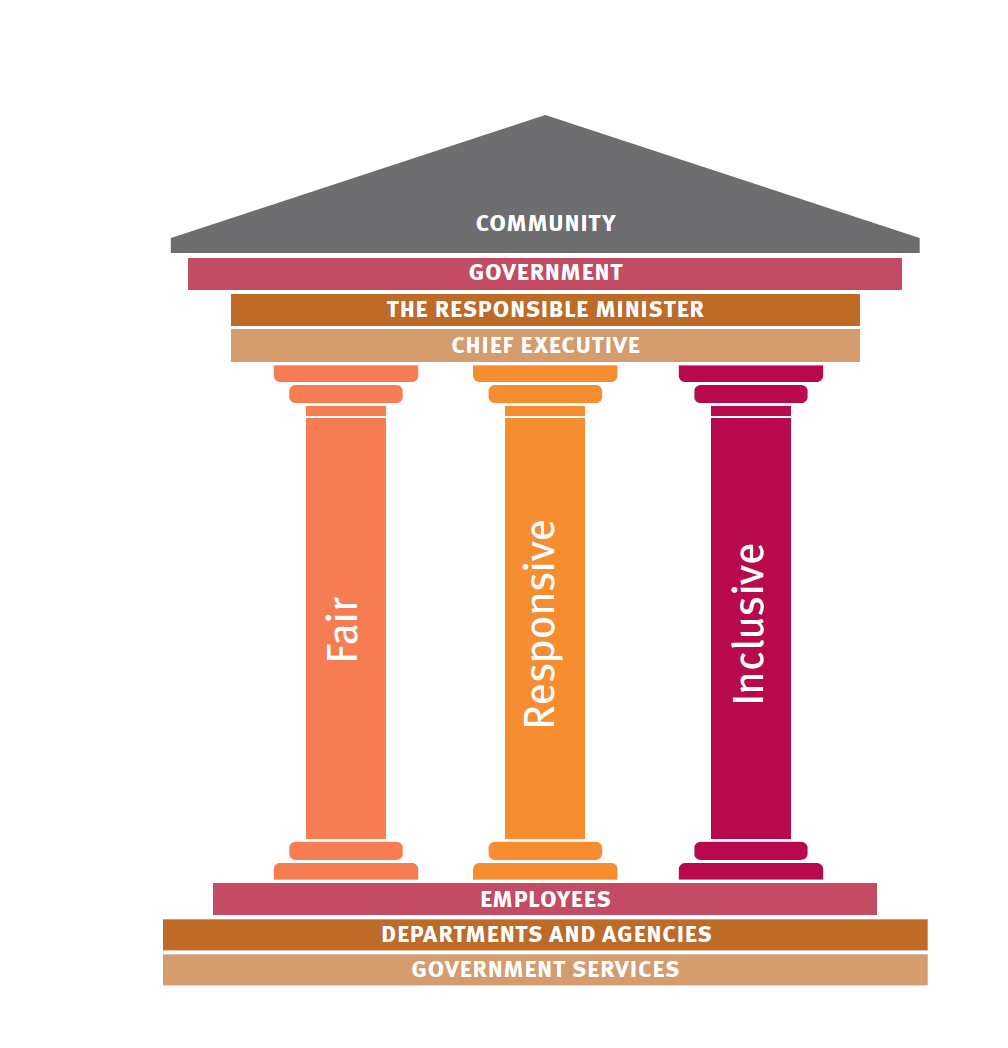 COMMUNITY
GOVERNMENT
THE RESPONSIBLE MINISTER
CHIEF EXECUTIVE
Fair
Responsive
Inclusive
EMPLOYEES
DEPARTMENTS AND AGENCIES
GOVERNMENT SERVICES